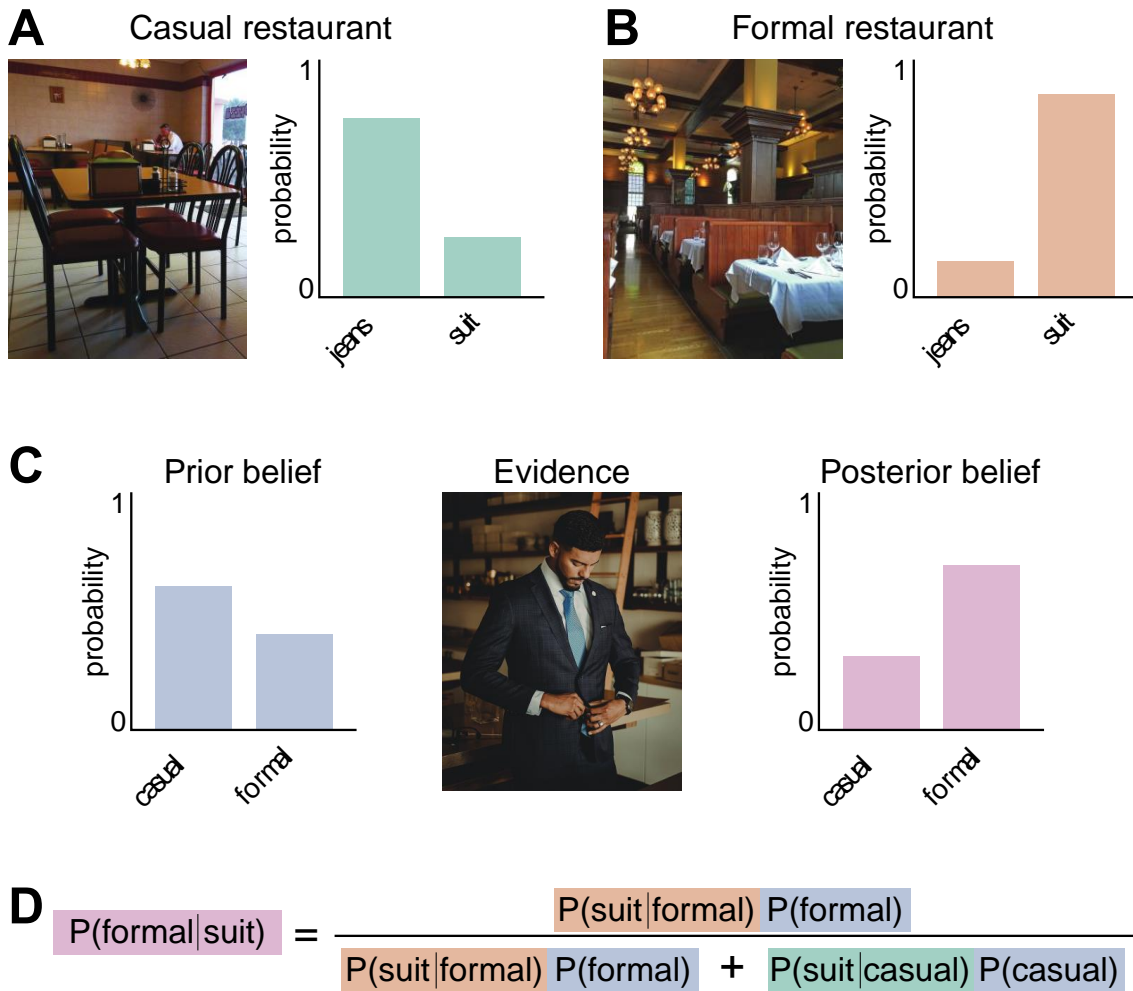 A Casual restaurant
1
probability
0
jeans
suit
B Formal restaurant
1
probability
0
jeans
suit
C Prior belief
1
probability
0
casual
formal
Evidence
Posterior belief
1
probability
0
casual
formal
D P(formal|suit) = P(suit|formal) P(formal)
P(suit|formal) P(formal) + P(suit|casual) P(casual)